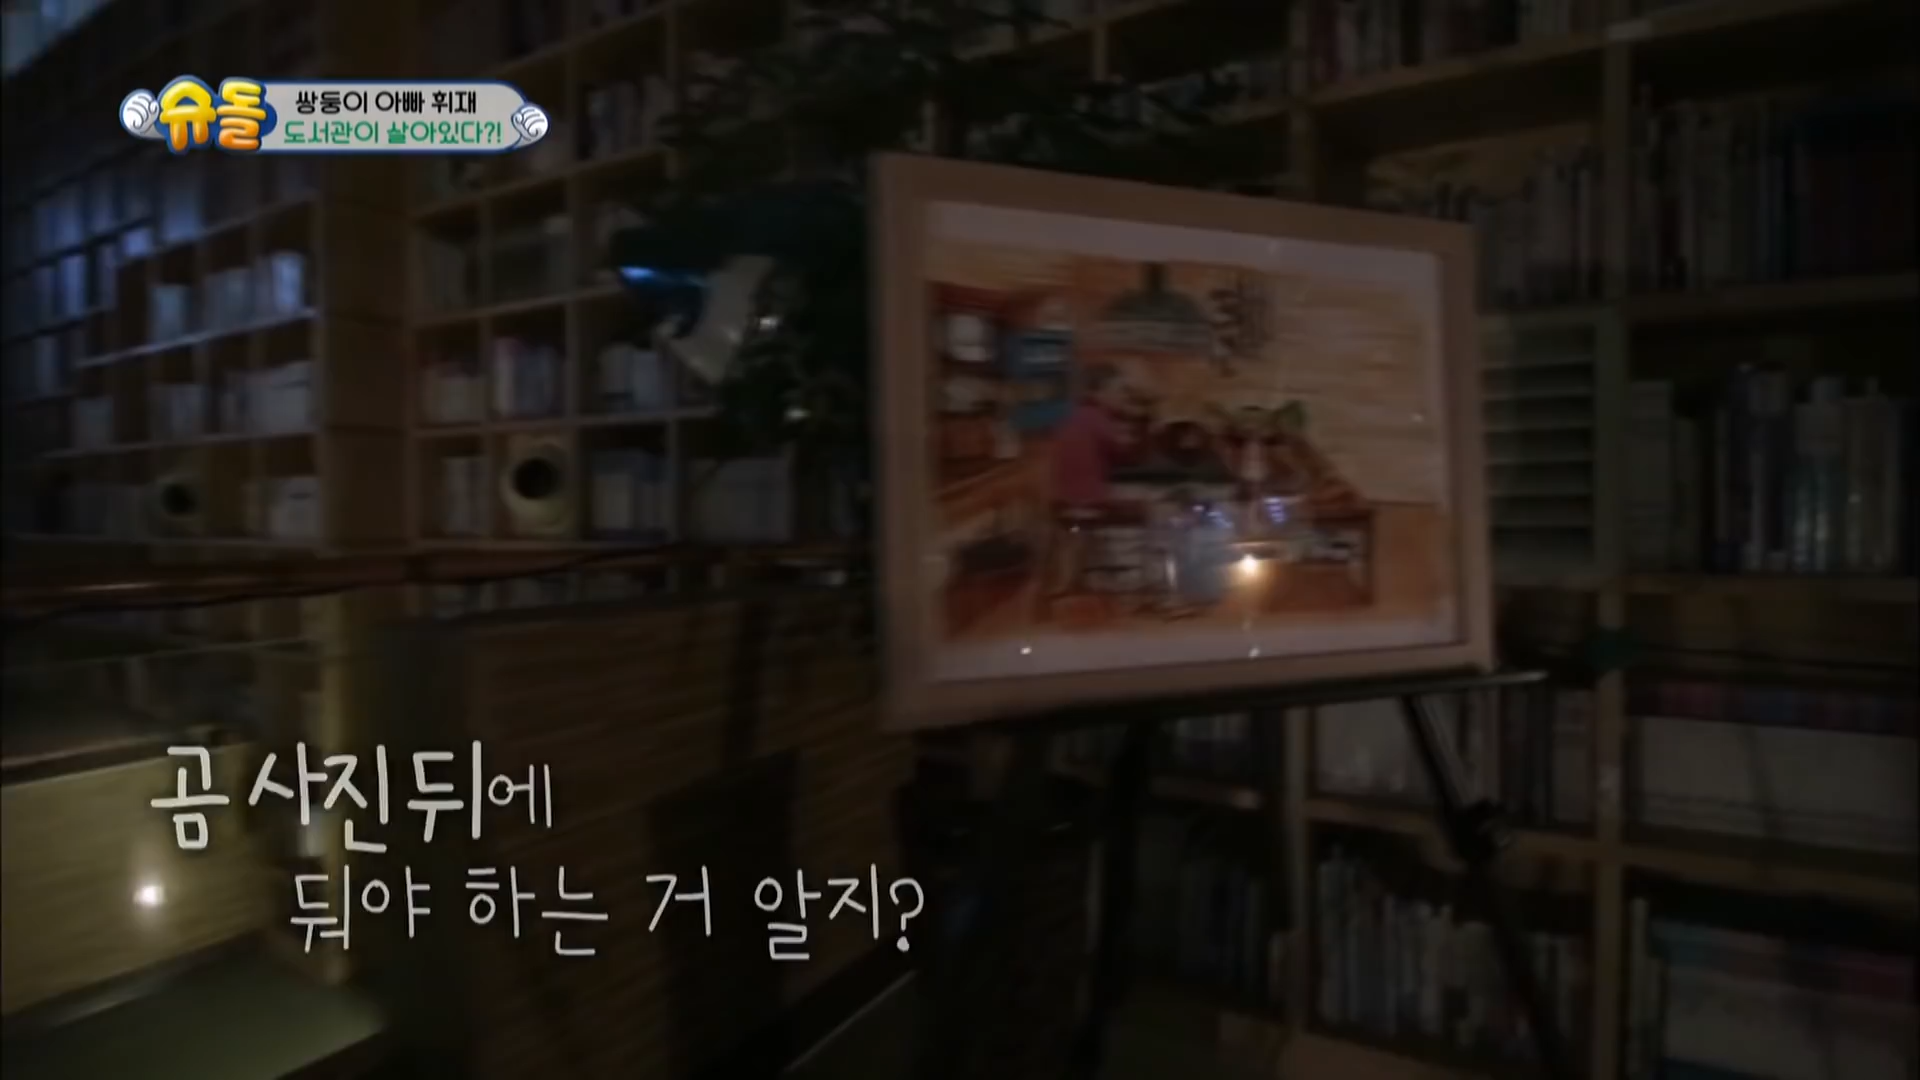 슈돌
쌍둥이 아빠 휘재
도서관이 살아있다?!
곰 사진 뒤에
둬야 하는 거 알지?